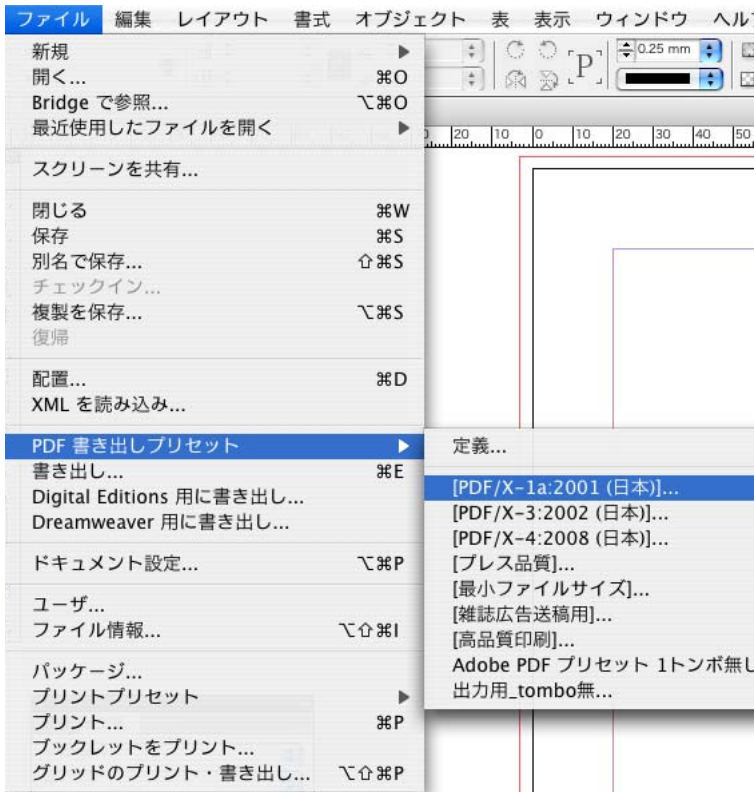 ファイル 編集 レイアウト 書式 オブジェクト 表 表示 ウィンドウ
新規
開く... ⌘O
Bridge で参照... ⌥⌘O
最近使用したファイルを開く
スクリーンを共有...
閉じる ⌘W
保存 ⌘S
別名で保存... ⇧⌘S
チェックイン...
複製を保存... ⌥⌘S
復帰
配置... ⌘D
XML を読み込み...
PDF 書き出しプリセット
書き出し... ⌘E
Digital Editions 用に書き出し...
Dreamweaver 用に書き出し...
ドキュメント設定... ⌥⌘P
ユーザ...
ファイル情報... ⌥⇧⌘I
パッケージ...
プリントプリセット
プリント... ⌘P
ブックレットをプリント...
グリッドのプリント・書き出し... ⌥⇧⌘P
P 0.25 mm
20 10 0 10 20 30 40 50
定義...
[PDF/X-1a:2001 (日本)]...
[PDF/X-3:2002 (日本)]...
[PDF/X-4:2008 (日本)]...
[プレス品質]...
[最小ファイルサイズ]...
[雑誌広告送稿用]...
[高品質印刷]...
Adobe PDF プリセット 1トンボ無し
出力用_tombo無...